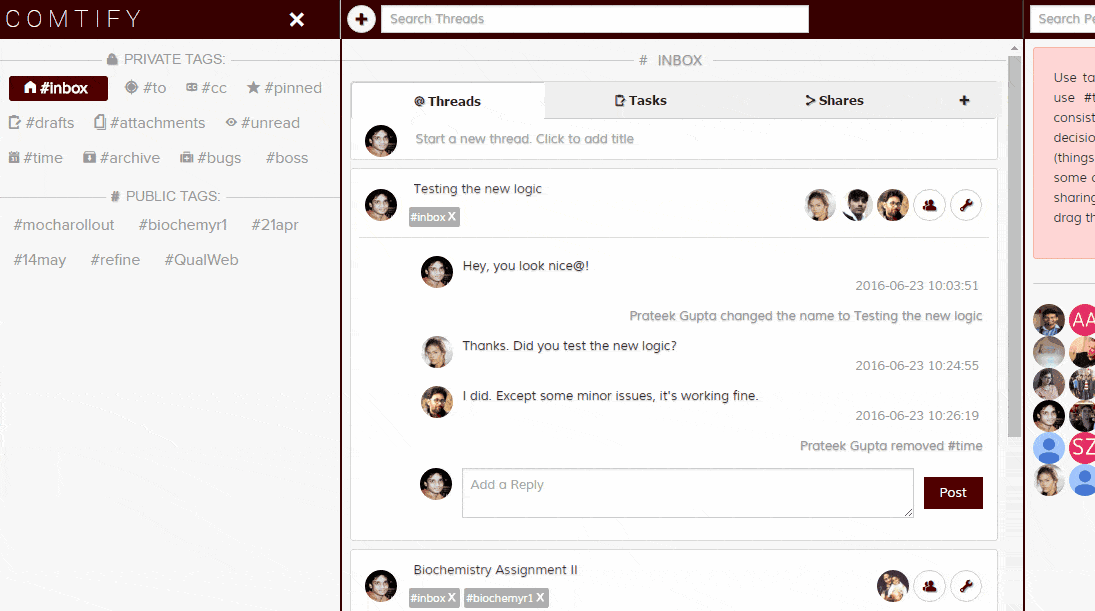 COMTIFY
PRIVATE TAGS:
#inbox #to #cc #pinned
#drafts #attachments #unread
#time #archive #bugs #boss
# PUBLIC TAGS:
#mocharollout #biochemyr1 #21apr
#14may #refine #QualWeb
Search Threads
# INBOX
@ Threads Tasks Shares +
Start a new thread. Click to add title
Testing the new logic
#inbox X
Hey, you look nice@!
2016-06-23 10:03:51
Prateek Gupta changed the name to Testing the new logic
Thanks. Did you test the new logic?
2016-06-23 10:24:55
I did. Except some minor issues, it's working fine.
2016-06-23 10:26:19
Prateek Gupta removed #time
Add a Reply
Post
Biochemistry Assignment II
#inbox X #biochemyr1 X
Search Pe
Use ta
use #t
consist
decisio
(things
some
sharing
drag th
AA
SZ